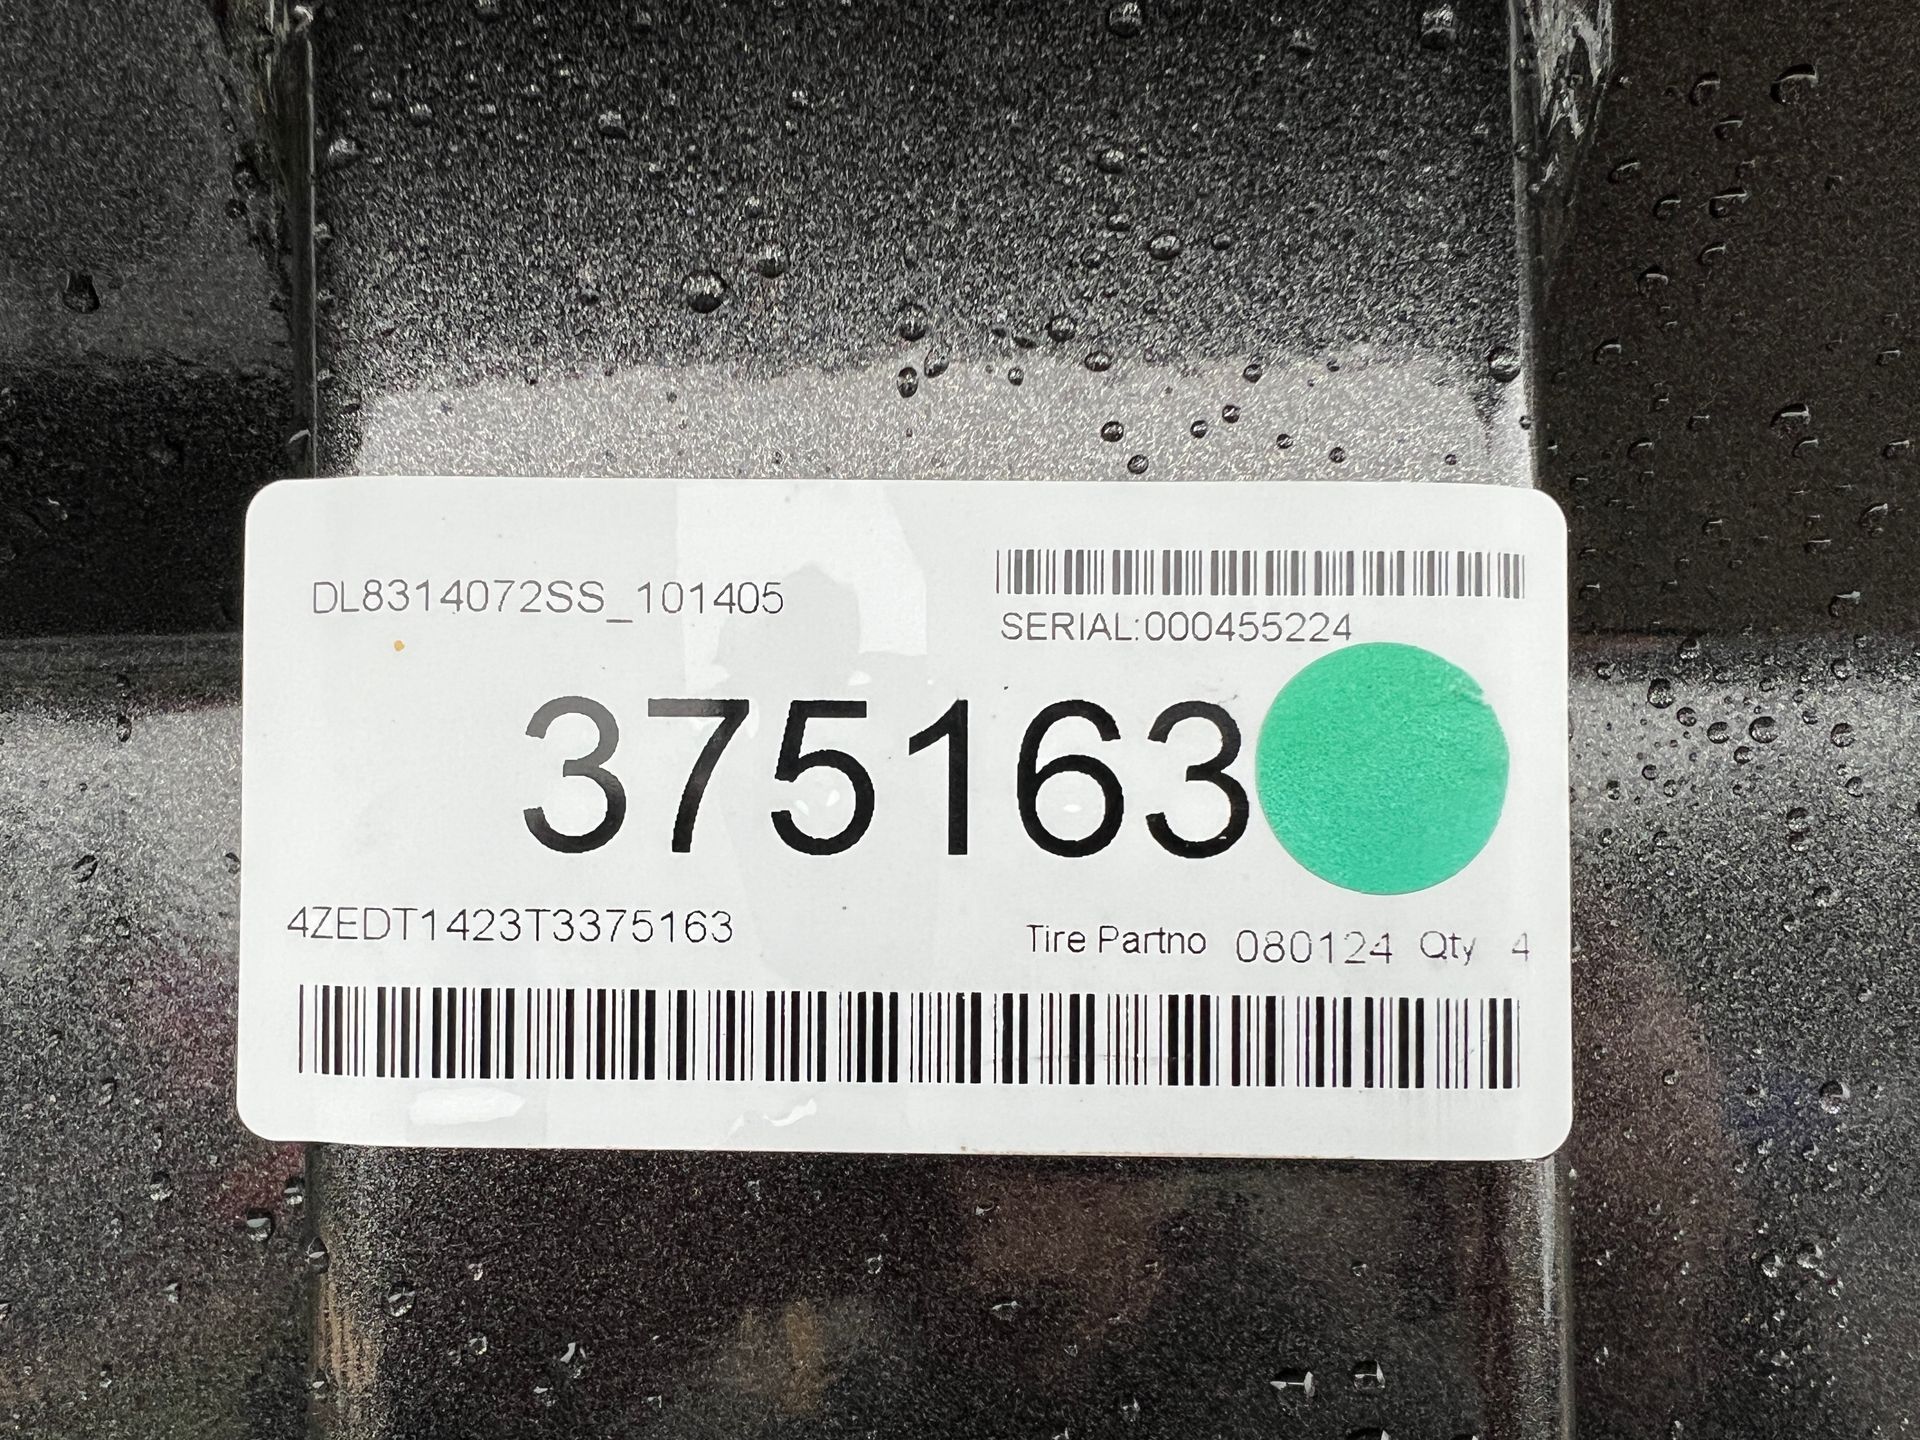 DL8314072SS_101405
SERIAL:000455224
375163
4ZEDT1423T3375163
Tire Partno 080124 Qty 4